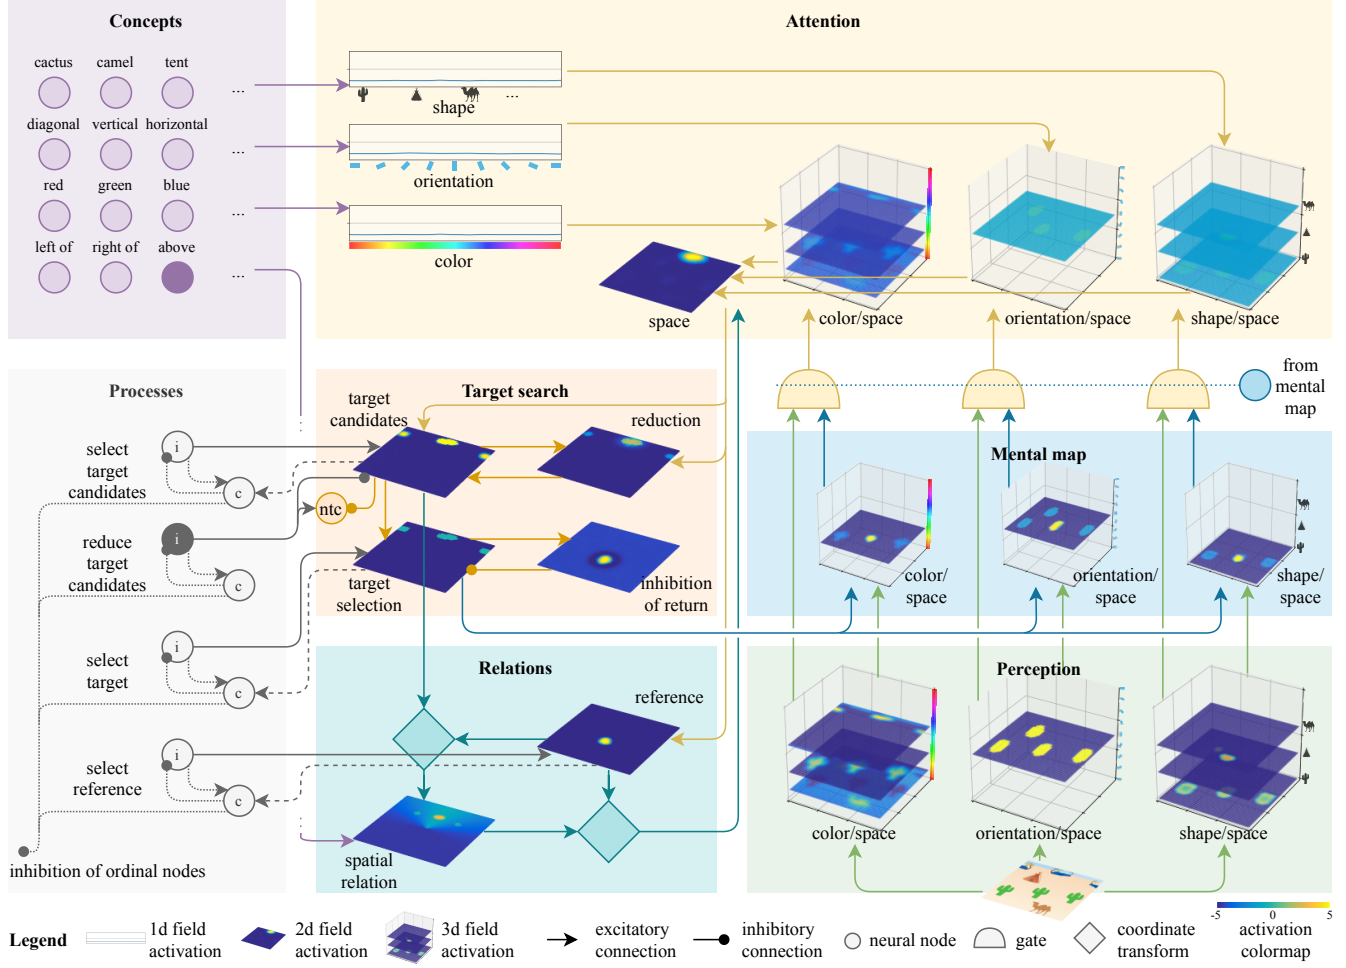 Concepts
cactus camel tent
...
diagonal vertical horizontal
...
red green blue
...
left of right of above
...
Attention
...
shape
orientation
color
space
color/space
orientation/space
shape/space
Processes
select
target
candidates
i
c
reduce
target
candidates
i
c
select
target
i
c
select
reference
i
c
inhibition of ordinal nodes
Target search
target
candidates
reduction
ntc
target
selection
inhibition
of return
from
mental
map
Mental map
color/
space
orientation/
space
shape/
space
Relations
reference
spatial
relation
Perception
color/space
orientation/space
shape/space
Legend
1d field
activation
2d field
activation
3d field
activation
excitatory
connection
inhibitory
connection
neural node
gate
coordinate
transform
-5 0 5
activation
colormap